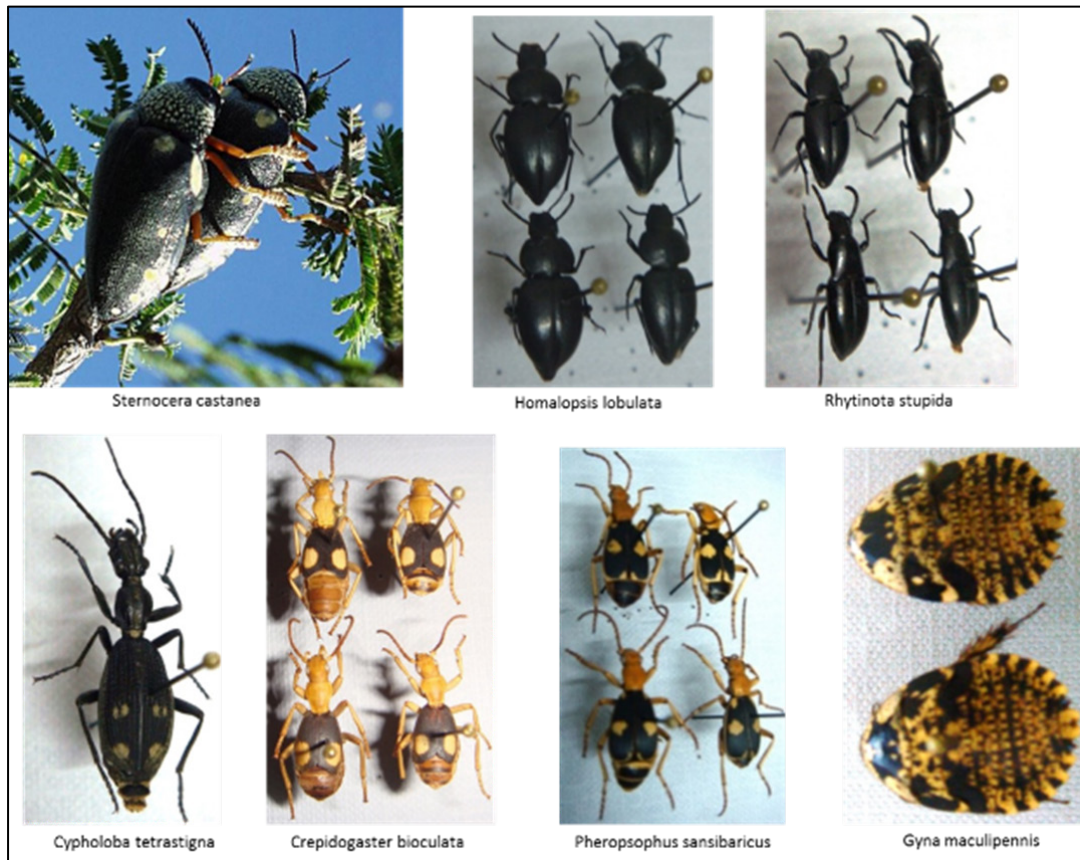 Sternocera castanea
Homalopsis lobulata
Rhytinota stupida
Cypholoba tetrastigna
Crepidogaster bioculata
Pheropsophus sansibaricus
Gyna maculipennis